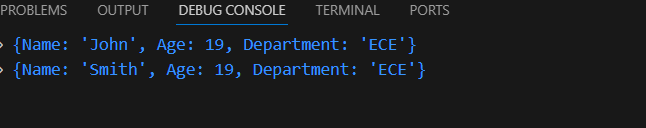 PROBLEMS OUTPUT DEBUG CONSOLE TERMINAL PORTS
> {Name: 'John', Age: 19, Department: 'ECE'}
> {Name: 'Smith', Age: 19, Department: 'ECE'}